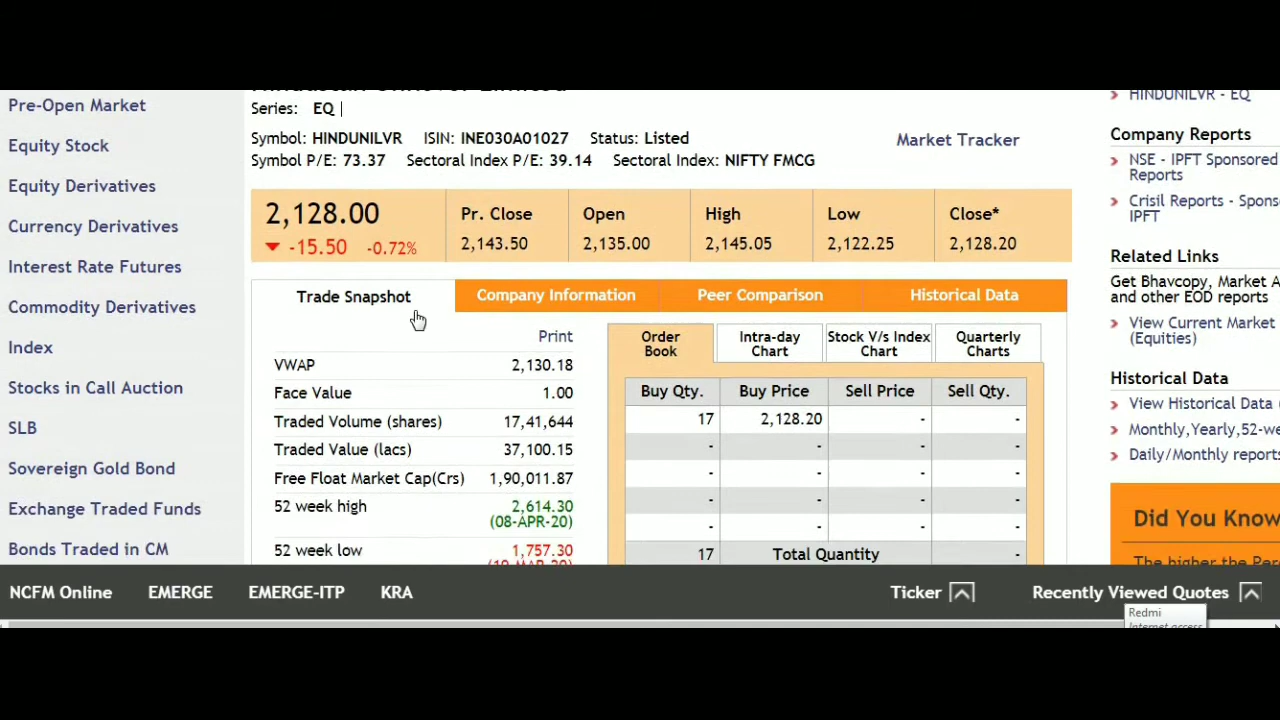 Pre-Open Market
Equity Stock
Equity Derivatives
Currency Derivatives
Interest Rate Futures
Commodity Derivatives
Index
Stocks in Call Auction
SLB
Sovereign Gold Bond
Exchange Traded Funds
Bonds Traded in CM
Hindustan Unilever Limited
Series: EQ |
Symbol: HINDUNILVR ISIN: INE030A01027 Status: Listed
Symbol P/E: 73.37 Sectoral Index P/E: 39.14 Sectoral Index: NIFTY FMCG
Market Tracker
2,128.00 Pr. Close Open High Low Close*
-15.50 -0.72% 2,143.50 2,135.00 2,145.05 2,122.25 2,128.20
Trade Snapshot Company Information Peer Comparison Historical Data
Print
VWAP 2,130.18
Face Value 1.00
Traded Volume (shares) 17,41,644
Traded Value (lacs) 37,100.15
Free Float Market Cap(Crs) 1,90,011.87
52 week high 2,614.30
(08-APR-20)
52 week low 1,757.30
Order Intra-day Stock V/s Index Quarterly
Book Chart Chart Charts
Buy Qty. Buy Price Sell Price Sell Qty.
17 2,128.20 - -
- - - -
- - - -
- - - -
- - - -
17 Total Quantity -
HINDUNILVR - EQ
Company Reports
NSE - IPFT Sponsored
Reports
Crisil Reports - Spons
IPFT
Related Links
Get Bhavcopy, Market A
and other EOD reports
View Current Market
(Equities)
Historical Data
View Historical Data (
Monthly,Yearly,52-we
Daily/Monthly reports
Did You Know
The higher the Per
NCFM Online EMERGE EMERGE-ITP KRA Ticker Recently Viewed Quotes
Redmi
Internet access